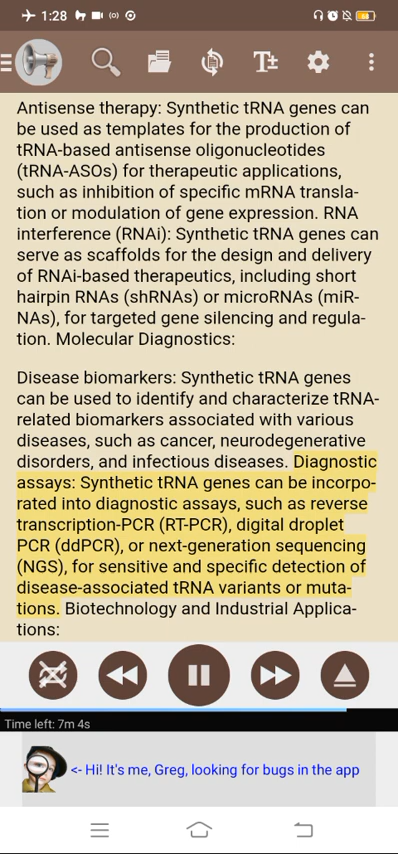 1:28
T±
Antisense therapy: Synthetic tRNA genes can
be used as templates for the production of
tRNA-based antisense oligonucleotides
(tRNA-ASOs) for therapeutic applications,
such as inhibition of specific mRNA transla-
tion or modulation of gene expression. RNA
interference (RNAi): Synthetic tRNA genes can
serve as scaffolds for the design and delivery
of RNAi-based therapeutics, including short
hairpin RNAs (shRNAs) or microRNAs (miR-
NAs), for targeted gene silencing and regula-
tion. Molecular Diagnostics:
Disease biomarkers: Synthetic tRNA genes
can be used to identify and characterize tRNA-
related biomarkers associated with various
diseases, such as cancer, neurodegenerative
disorders, and infectious diseases. Diagnostic
assays: Synthetic tRNA genes can be incorpo-
rated into diagnostic assays, such as reverse
transcription-PCR (RT-PCR), digital droplet
PCR (ddPCR), or next-generation sequencing
(NGS), for sensitive and specific detection of
disease-associated tRNA variants or muta-
tions. Biotechnology and Industrial Applica-
tions:
Time left: 7m 4s
<- Hi! It's me, Greg, looking for bugs in the app